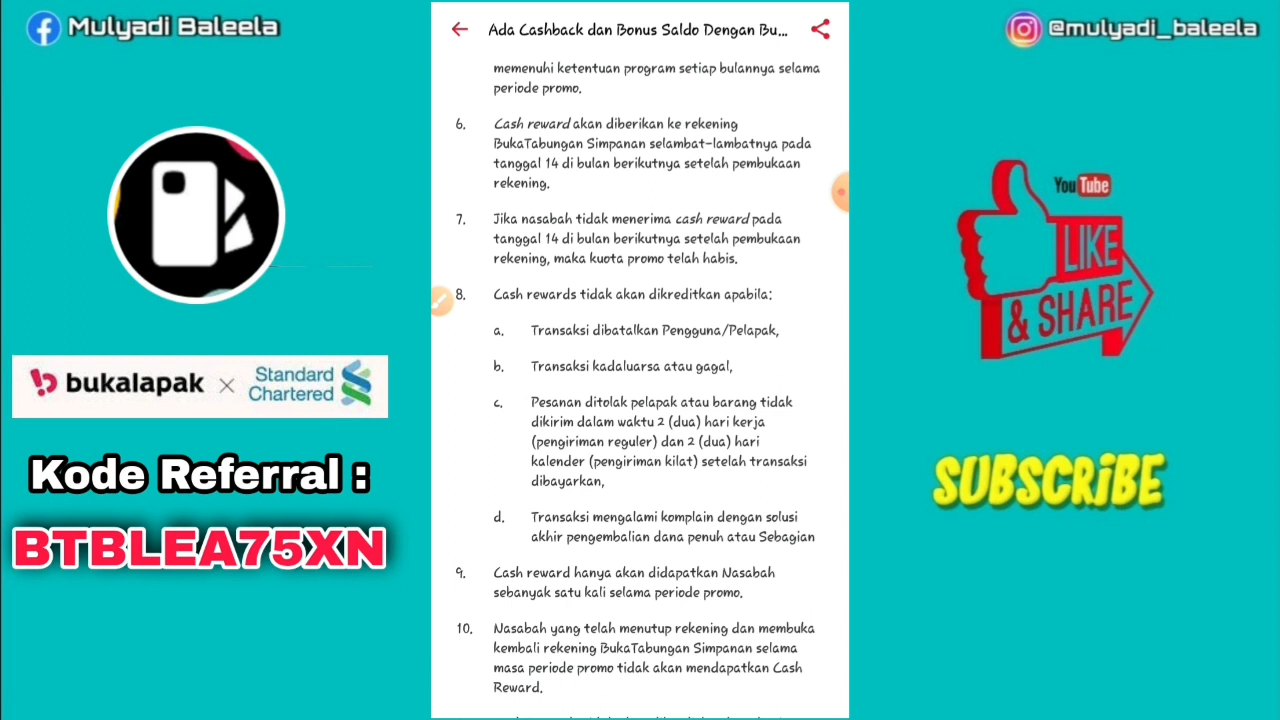 Mulyadi Baleela
@mulyadi_baleela
Ada Cashback dan Bonus Saldo Dengan Bu...
memenuhi ketentuan program setiap bulannya selama
periode promo.
6. Cash reward akan diberikan ke rekening
BukaTabungan Simpanan selambat-lambatnya pada
tanggal 14 di bulan berikutnya setelah pembukaan
rekening.
7. Jika nasabah tidak menerima cash reward pada
tanggal 14 di bulan berikutnya setelah pembukaan
rekening, maka kuota promo telah habis.
8. Cash rewards tidak akan dikreditkan apabila:
a. Transaksi dibatalkan Pengguna/Pelapak,
b. Transaksi kadaluarsa atau gagal,
c. Pesanan ditolak pelapak atau barang tidak
dikirim dalam waktu 2 (dua) hari kerja
(pengiriman reguler) dan 2 (dua) hari
kalender (pengiriman kilat) setelah transaksi
dibayarkan,
d. Transaksi mengalami komplain dengan solusi
akhir pengembalian dana penuh atau Sebagian
9. Cash reward hanya akan didapatkan Nasabah
sebanyak satu kali selama periode promo.
10. Nasabah yang telah menutup rekening dan membuka
kembali rekening BukaTabungan Simpanan selama
masa periode promo tidak akan mendapatkan Cash
Reward.
bukalapak × Standard
Chartered
Kode Referral :
BTBLEA75XN
YouTube
LIKE
& SHARE
SUBSCRiBE